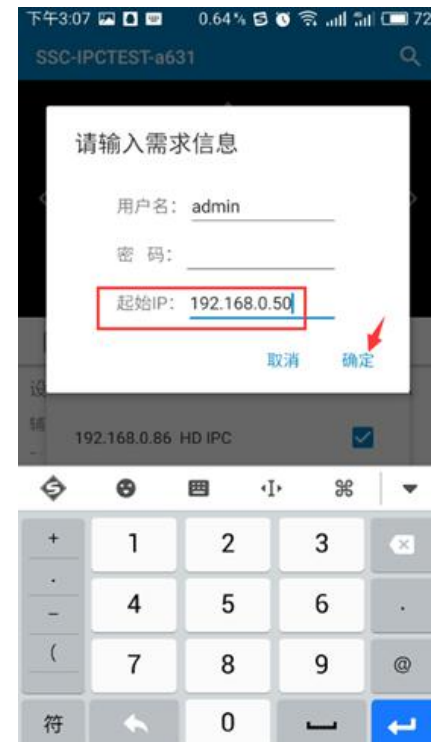 下午3:07 0.64% 72
SSC-IPCTEST-a631
请输入需求信息
用户名: admin
密 码:
起始IP: 192.168.0.50
取消 确定
设
辅
192.168.0.86 HD IPC
+ 1 2 3
.
- 4 5 6 .
( 7 8 9 @
符 0